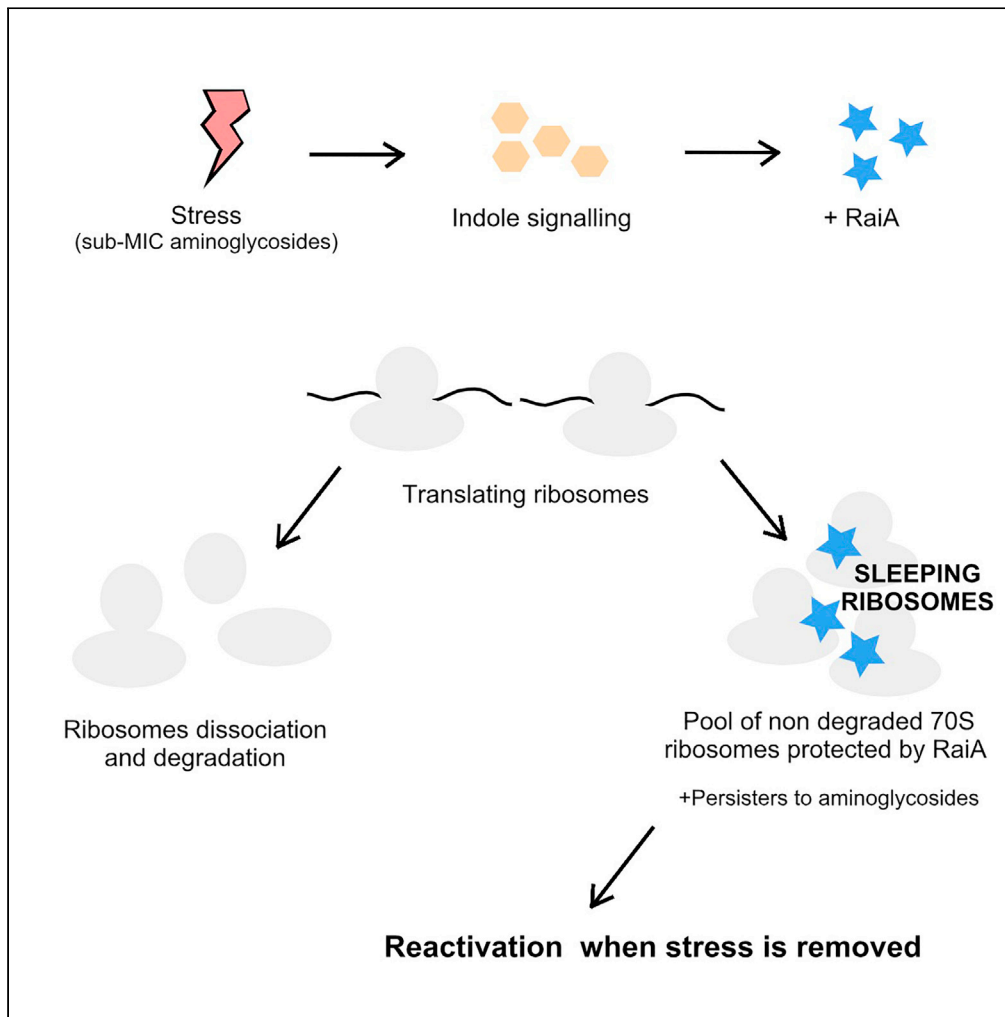 Stress
(sub-MIC aminoglycosides)
Indole signalling
+ RaiA
Translating ribosomes
SLEEPING
RIBOSOMES
Ribosomes dissociation
and degradation
Pool of non degraded 70S
ribosomes protected by RaiA
+Persisters to aminoglycosides
Reactivation when stress is removed